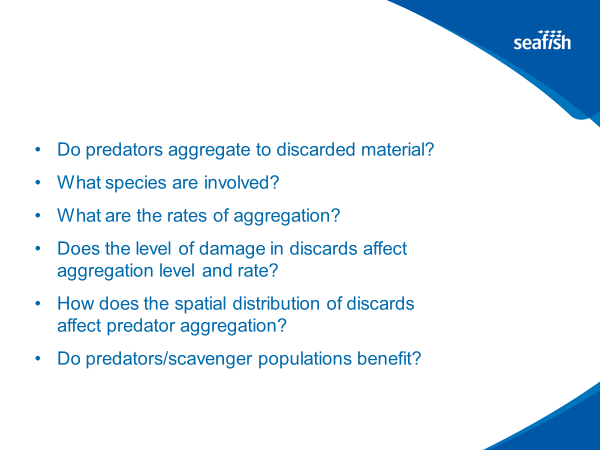 seafish
• Do predators aggregate to discarded material?
• What species are involved?
• What are the rates of aggregation?
• Does the level of damage in discards affect
aggregation level and rate?
• How does the spatial distribution of discards
affect predator aggregation?
• Do predators/scavenger populations benefit?